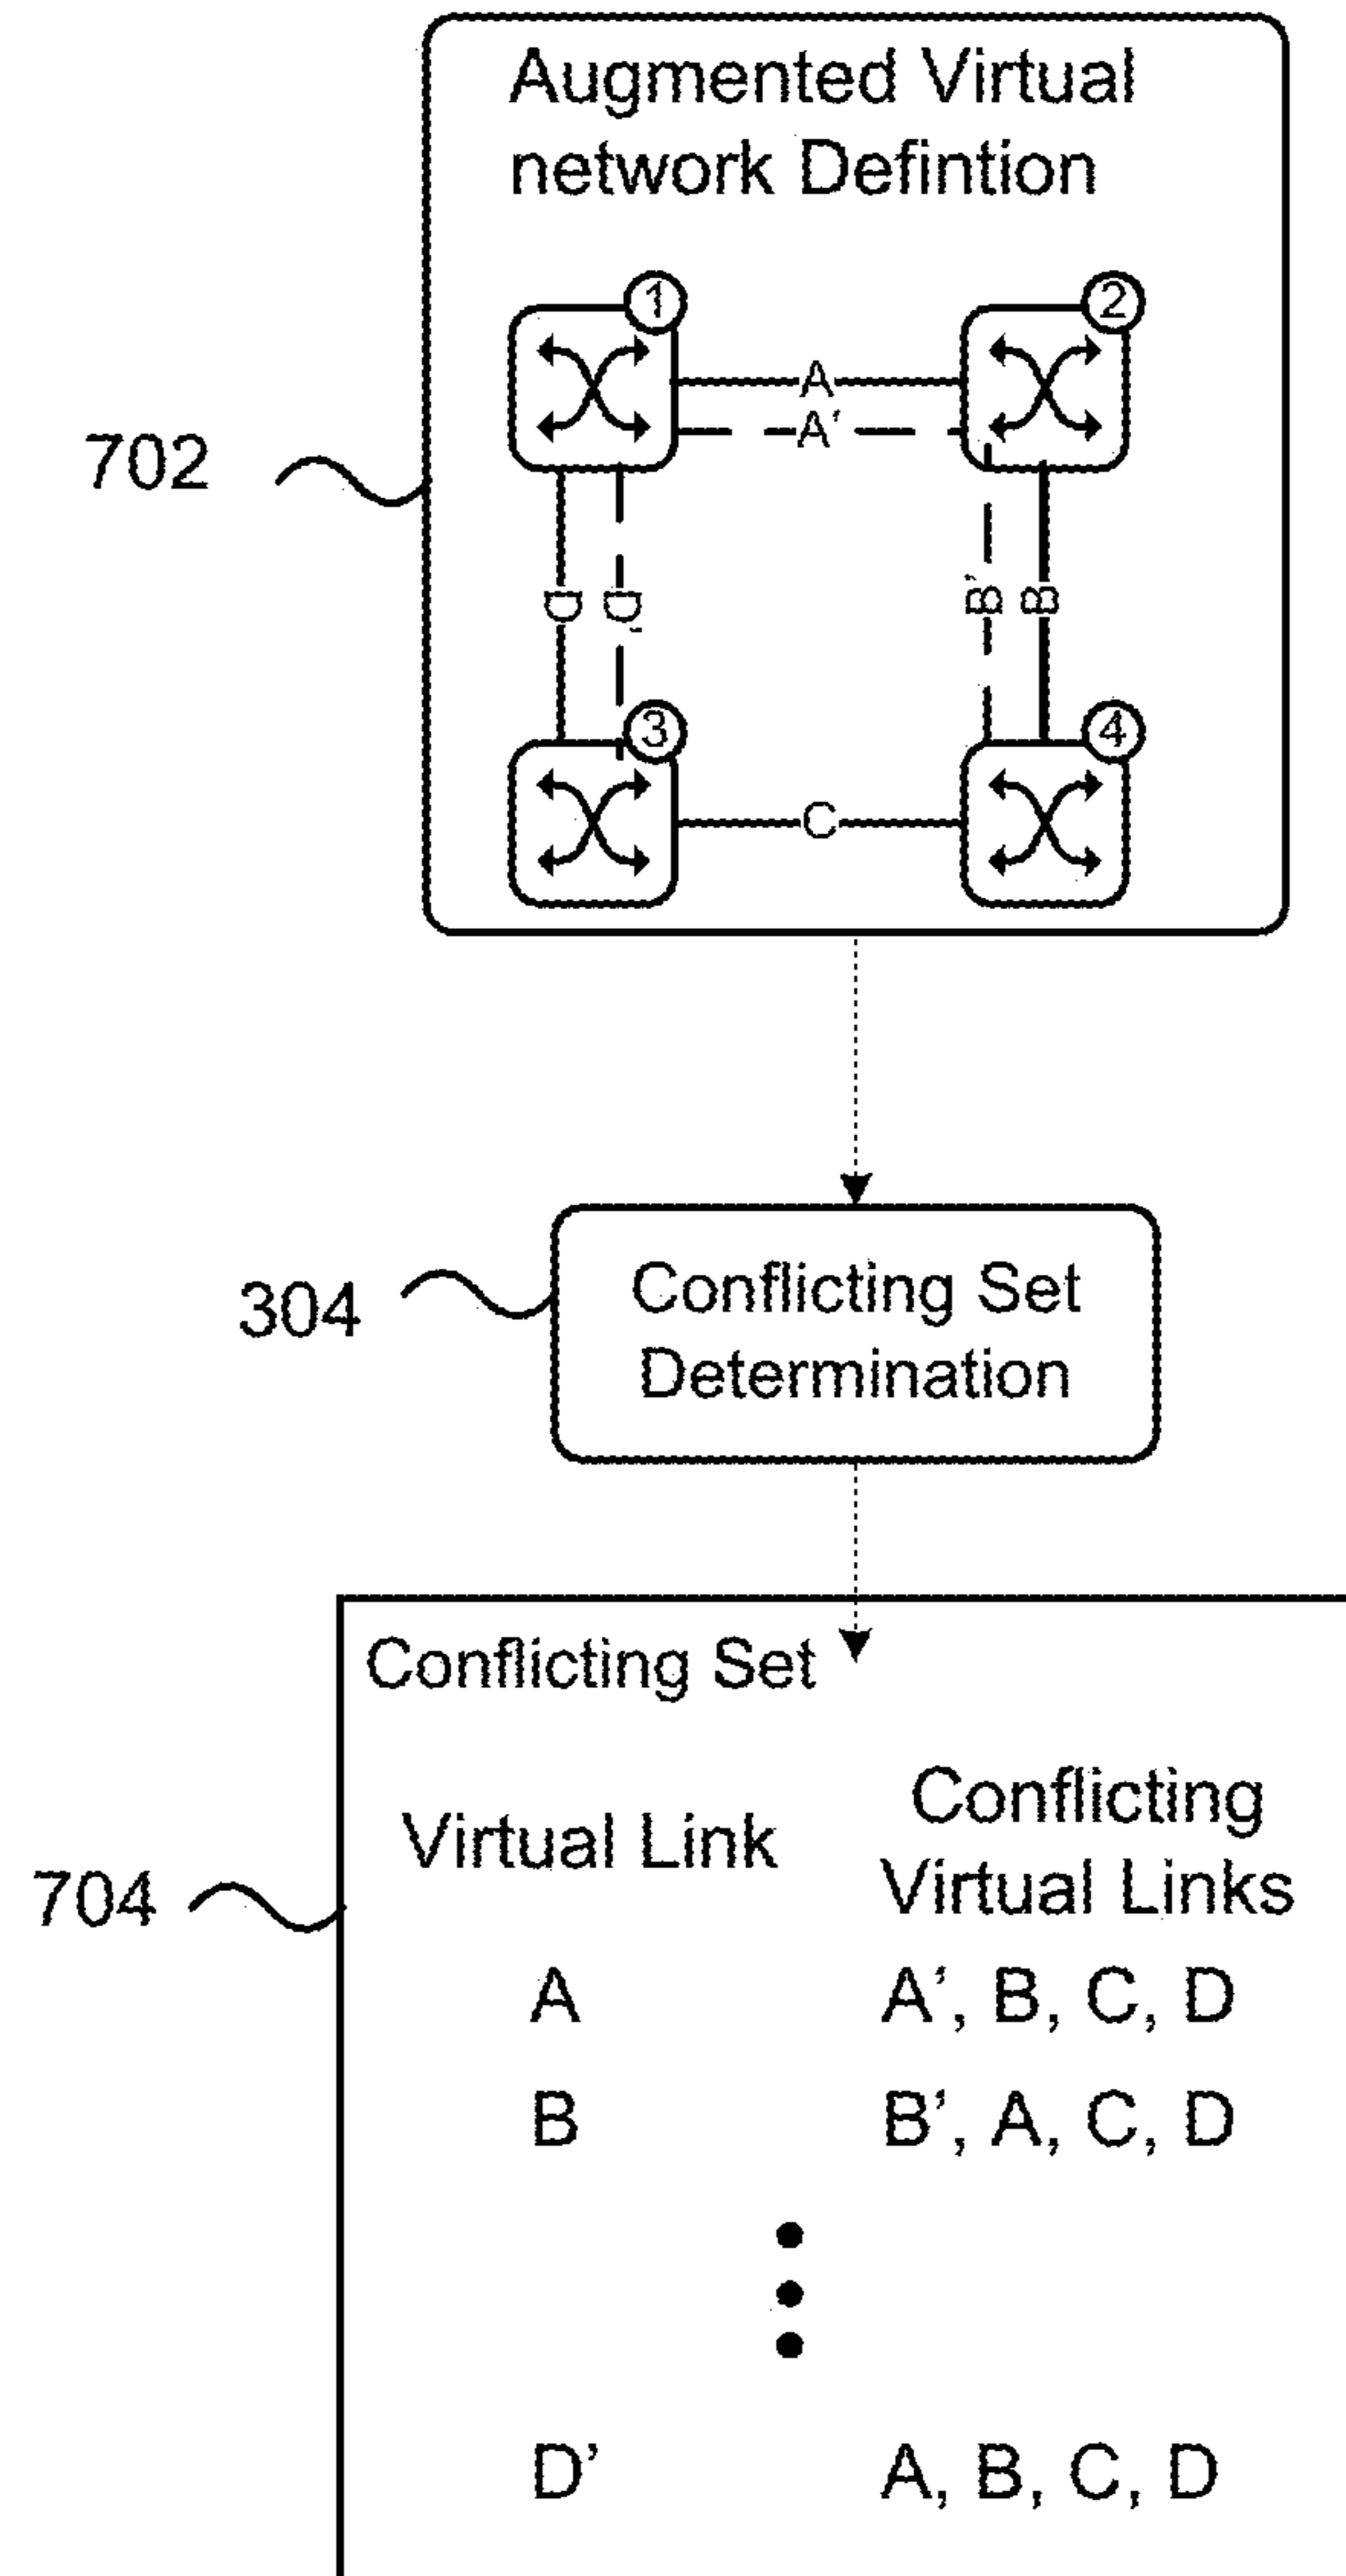 Augmented Virtual
network Defintion
1
2
A
A'
702
D
D'
B'
B
3
4
C
304
Conflicting Set
Determination
Conflicting Set
Virtual Link
Conflicting
Virtual Links
704
A
A', B, C, D
B
B', A, C, D
D'
A, B, C, D